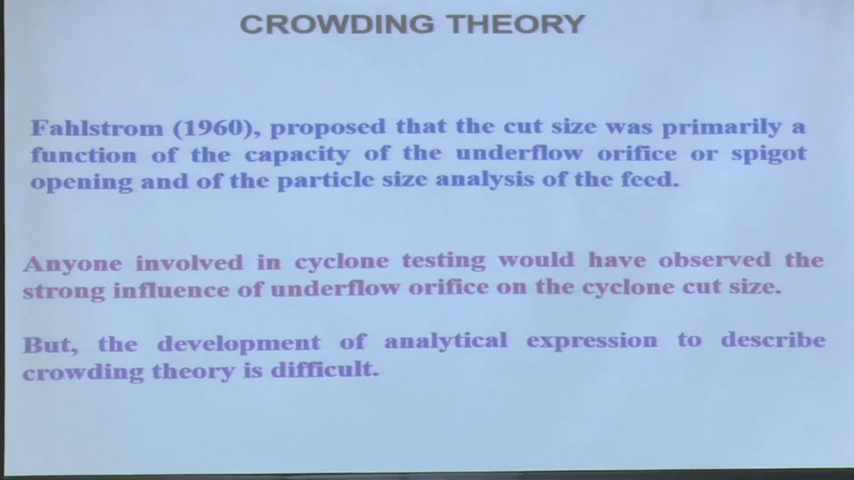 CROWDING THEORY
Fahlstrom (1960), proposed that the cut size was primarily a
function of the capacity of the underflow orifice or spigot
opening and of the particle size analysis of the feed.
Anyone involved in cyclone testing would have observed the
strong influence of underflow orifice on the cyclone cut size.
But, the development of analytical expression to describe
crowding theory is difficult.